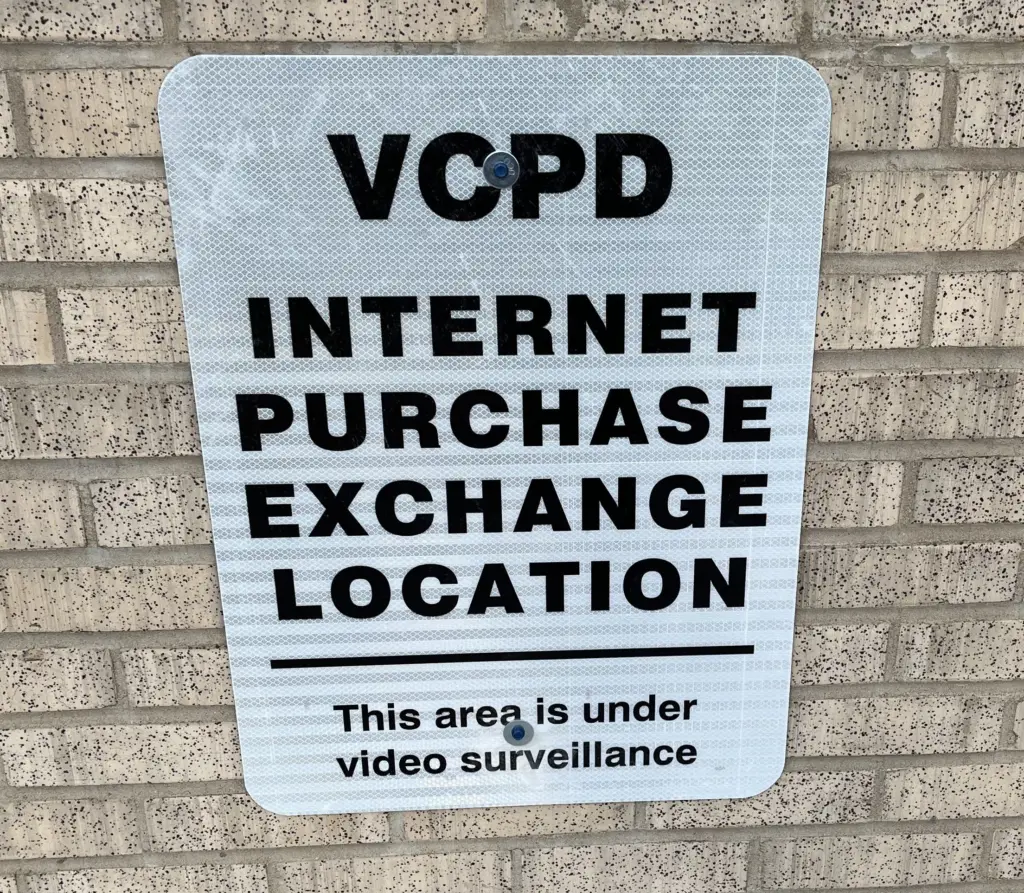 VCPD
INTERNET
PURCHASE
EXCHANGE
LOCATION
This area is under
video surveillance